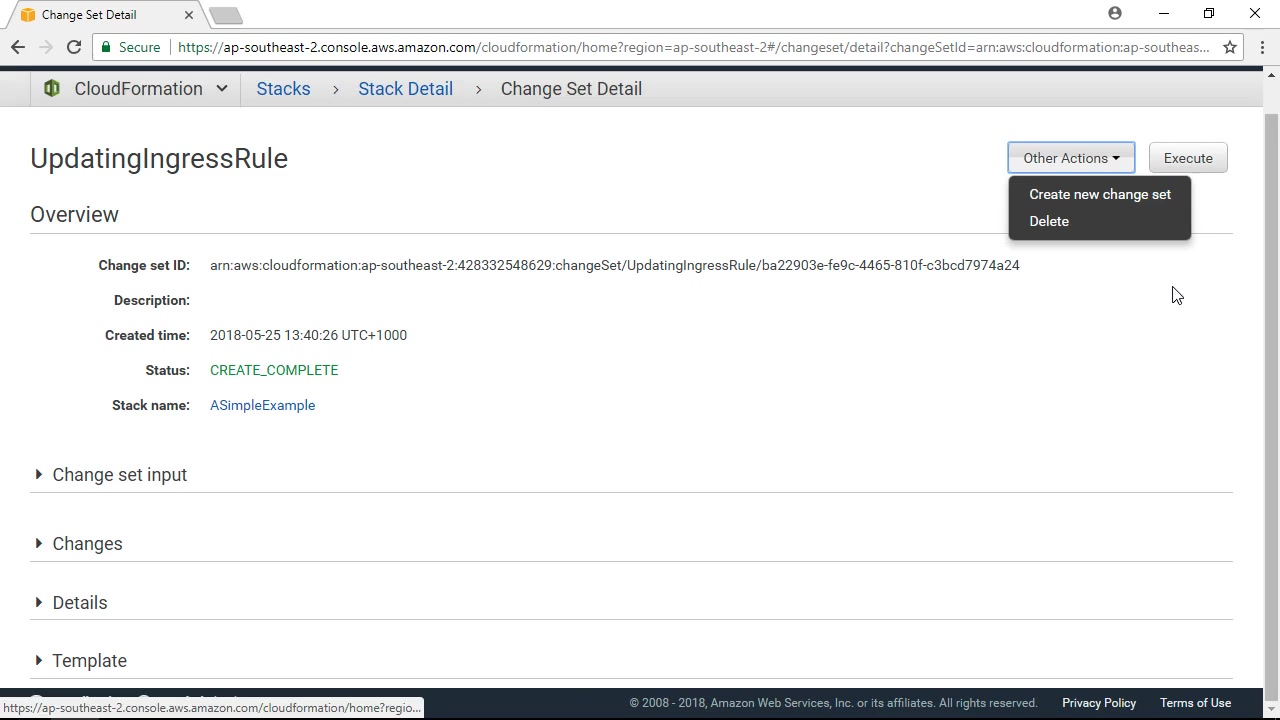 Change Set Detail
Secure
https://ap-southeast-2.console.aws.amazon.com/cloudformation/home?region=ap-southeast-2#/changeset/detail?changeSetId=arn:aws:cloudformation:ap-southeas...
CloudFormation Stacks > Stack Detail > Change Set Detail
UpdatingIngressRule
Other Actions
Execute
Create new change set
Delete
Overview
Change set ID: arn:aws:cloudformation:ap-southeast-2:428332548629:changeSet/UpdatingIngressRule/ba22903e-fe9c-4465-810f-c3bcd7974a24
Description:
Created time: 2018-05-25 13:40:26 UTC+1000
Status: CREATE_COMPLETE
Stack name: ASimpleExample
Change set input
Changes
Details
Template
https://ap-southeast-2.console.aws.amazon.com/cloudformation/home?regio...
© 2008 - 2018, Amazon Web Services, Inc. or its affiliates. All rights reserved. Privacy Policy Terms of Use